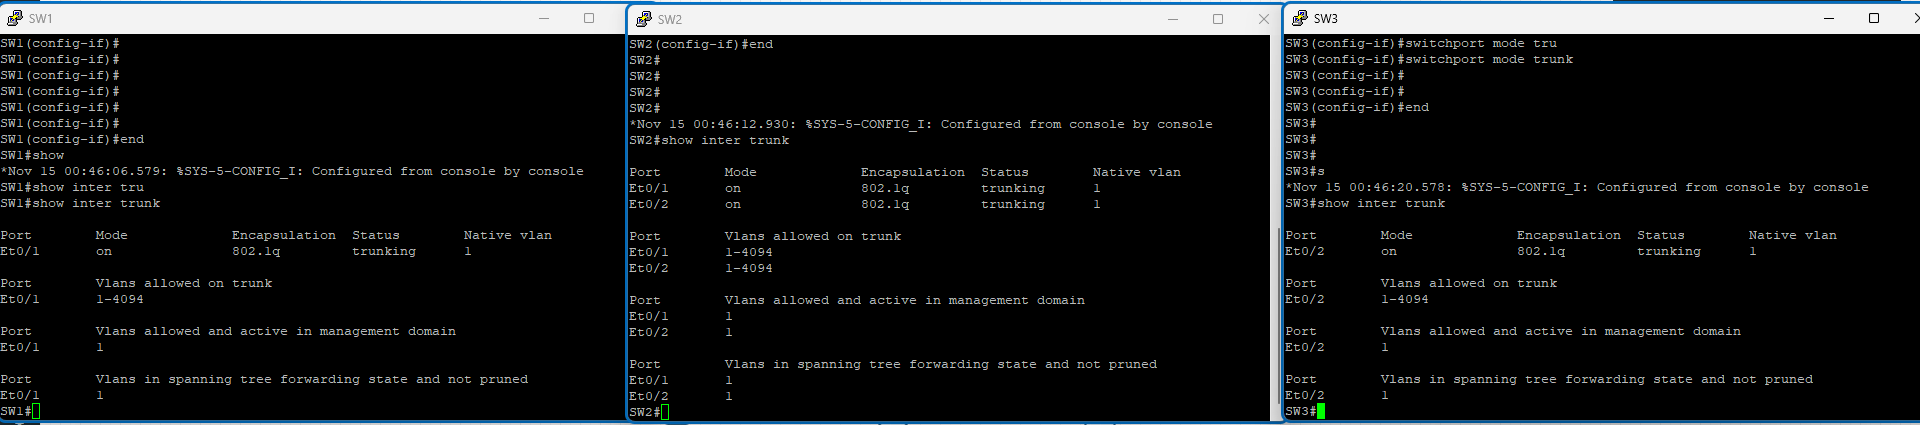 SW1
SW1(config-if)#
SW1(config-if)#
SW1(config-if)#
SW1(config-if)#
SW1(config-if)#
SW1(config-if)#
SW1(config-if)#end
SW1#show
*Nov 15 00:46:06.579: %SYS-5-CONFIG_I: Configured from console by console
SW1#show inter tru
SW1#show inter trunk
Port Mode Encapsulation Status Native vlan
Et0/1 on 802.1q trunking 1
Port Vlans allowed on trunk
Et0/1 1-4094
Port Vlans allowed and active in management domain
Et0/1 1
Port Vlans in spanning tree forwarding state and not pruned
Et0/1 1
SW1#
SW2
SW2(config-if)#end
SW2#
SW2#
SW2#
SW2#
*Nov 15 00:46:12.930: %SYS-5-CONFIG_I: Configured from console by console
SW2#show inter trunk
Port Mode Encapsulation Status Native vlan
Et0/1 on 802.1q trunking 1
Et0/2 on 802.1q trunking 1
Port Vlans allowed on trunk
Et0/1 1-4094
Et0/2 1-4094
Port Vlans allowed and active in management domain
Et0/1 1
Et0/2 1
Port Vlans in spanning tree forwarding state and not pruned
Et0/1 1
Et0/2 1
SW2#
SW3
SW3(config-if)#switchport mode tru
SW3(config-if)#switchport mode trunk
SW3(config-if)#
SW3(config-if)#
SW3(config-if)#end
SW3#
SW3#
SW3#
SW3#s
*Nov 15 00:46:20.578: %SYS-5-CONFIG_I: Configured from console by console
SW3#show inter trunk
Port Mode Encapsulation Status Native vlan
Et0/2 on 802.1q trunking 1
Port Vlans allowed on trunk
Et0/2 1-4094
Port Vlans allowed and active in management domain
Et0/2 1
Port Vlans in spanning tree forwarding state and not pruned
Et0/2 1
SW3#